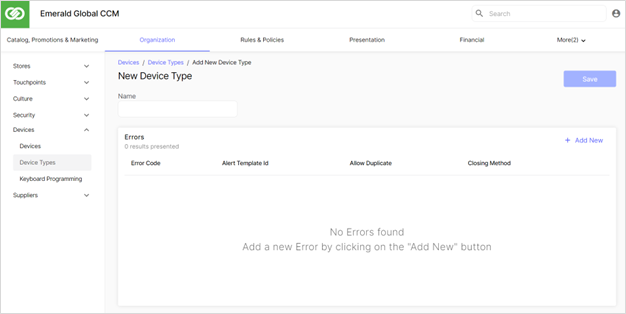 Emerald Global CCM
Search
Catalog, Promotions & Marketing
Organization
Rules & Policies
Presentation
Financial
More(2)
Stores
Touchpoints
Culture
Security
Devices
Devices
Device Types
Keyboard Programming
Suppliers
Devices / Device Types / Add New Device Type
New Device Type
Save
Name
Errors
0 results presented
+ Add New
Error Code
Alert Template Id
Allow Duplicate
Closing Method
No Errors found
Add a new Error by clicking on the "Add New" button